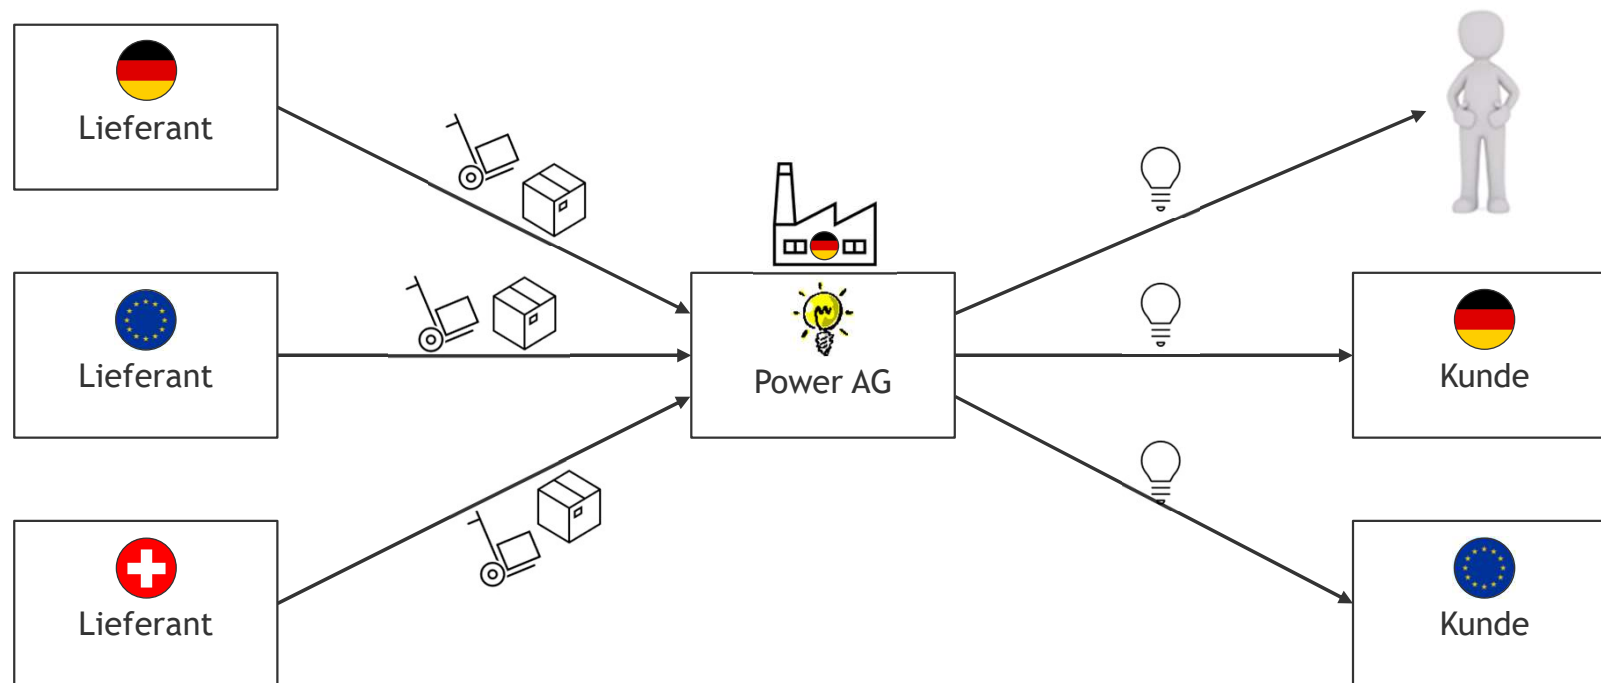 Lieferant
Lieferant
Power AG
Kunde
Lieferant
Kunde